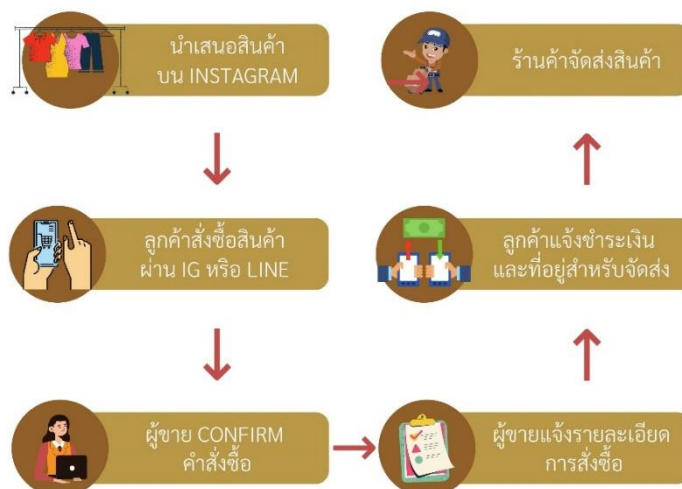 นำเสนอสินค้า
บน INSTAGRAM
ลูกค้าสั่งซื้อสินค้า
ผ่าน IG หรือ LINE
ผู้ขาย CONFIRM
คำสั่งซื้อ
ผู้ขายแจ้งรายละเอียด
การสั่งซื้อ
ลูกค้าแจ้งชำระเงิน
และที่อยู่สำหรับจัดส่ง
ร้านค้าจัดส่งสินค้า